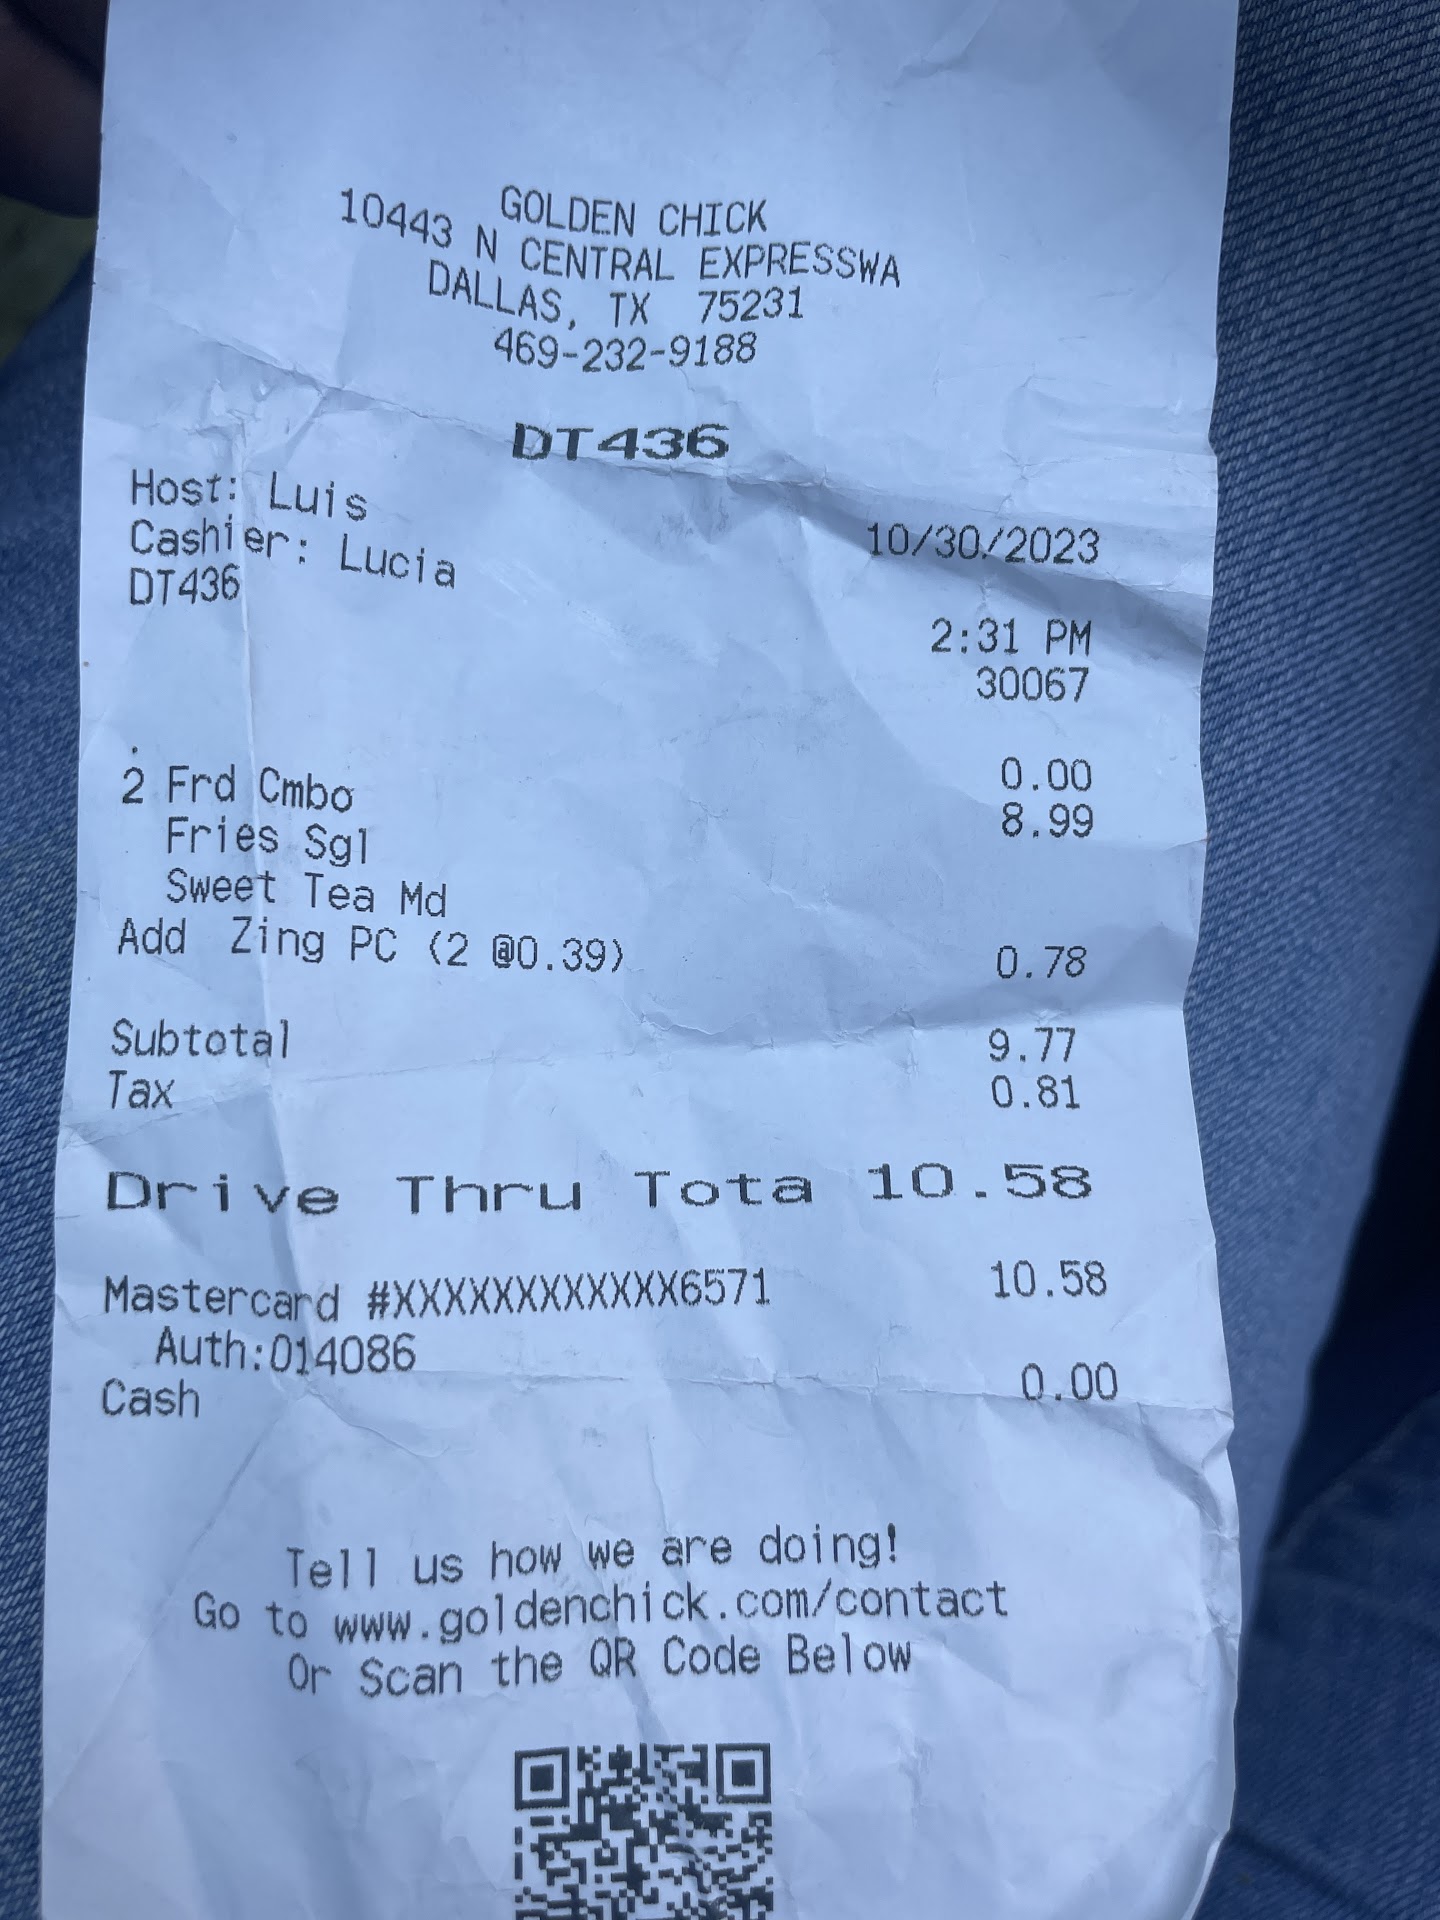 GOLDEN CHICK
10443 N CENTRAL EXPRESSWA
DALLAS, TX 75231
469-232-9188
DT436
Host: Luis
Cashier: Lucia 10/30/2023
DT436 2:31 PM
30067
. 0.00
2 Frd Cmbo 8.99
Fries Sgl
Sweet Tea Md
Add Zing PC (2 @0.39) 0.78
Subtotal 9.77
Tax 0.81
Drive Thru Tota 10.58
Mastercard #XXXXXXXXXXXX6571 10.58
Auth:014086
Cash 0.00
Tell us how we are doing!
Go to www.goldenchick.com/contact
Or Scan the QR Code Below